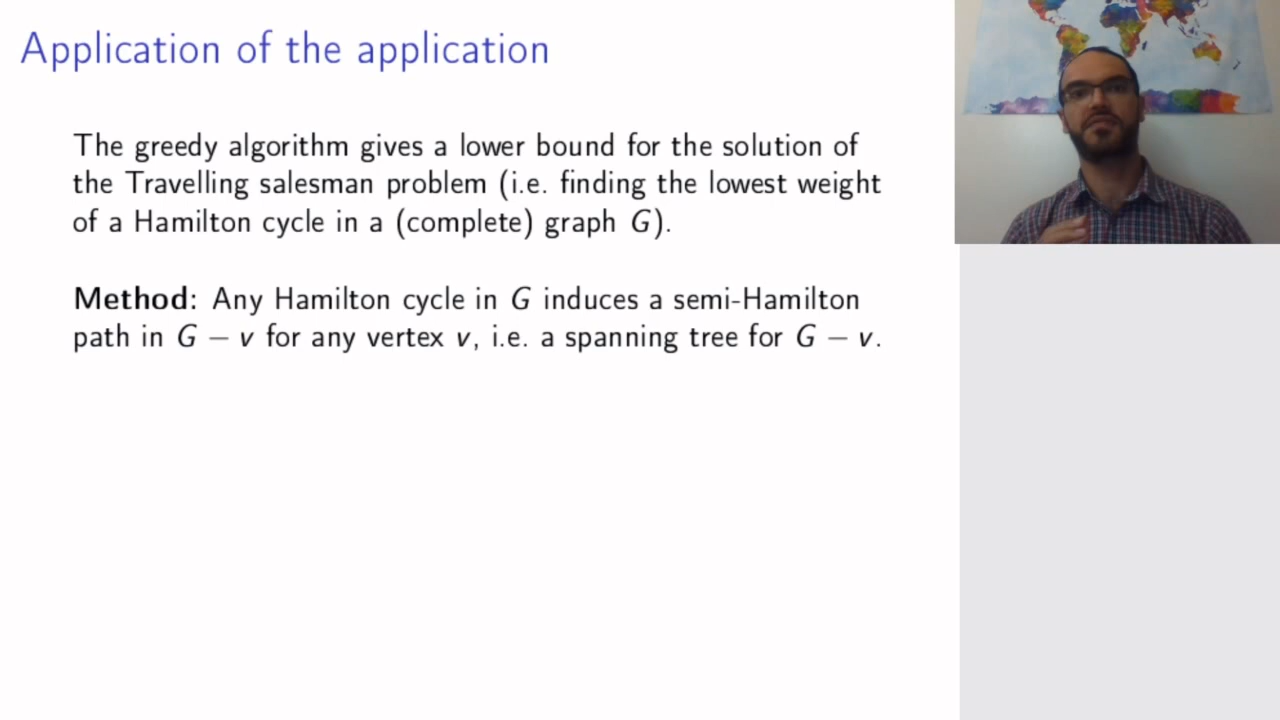 Application of the application
The greedy algorithm gives a lower bound for the solution of
the Travelling salesman problem (i.e. finding the lowest weight
of a Hamilton cycle in a (complete) graph G).
Method: Any Hamilton cycle in G induces a semi-Hamilton
path in G − v for any vertex v, i.e. a spanning tree for G − v.